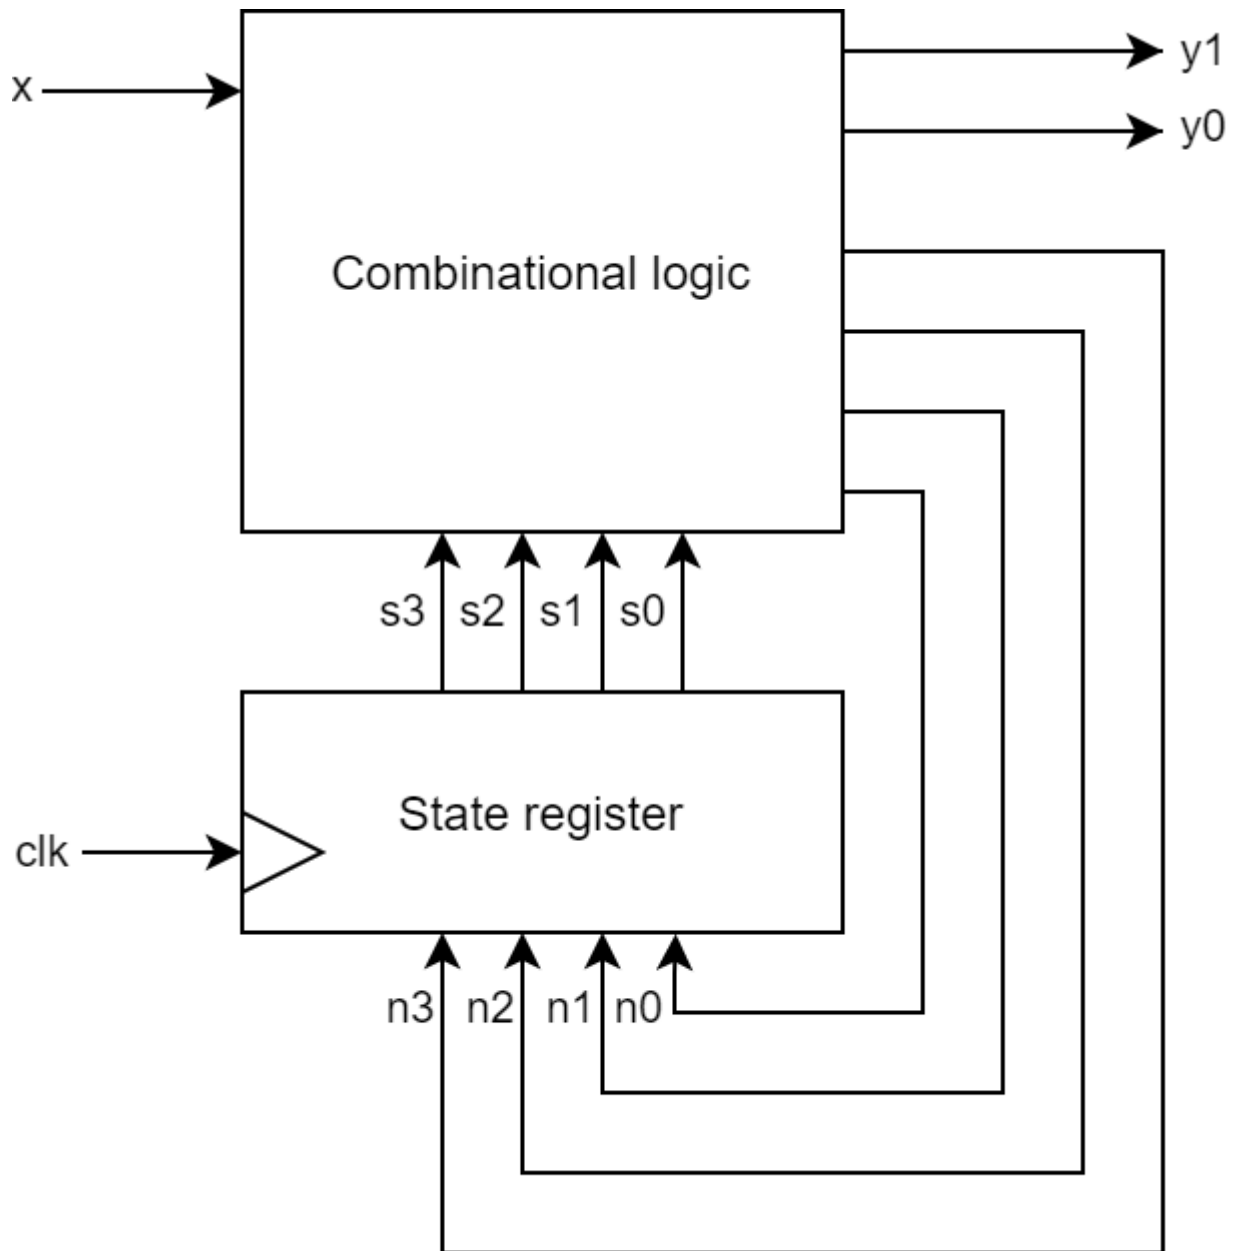 y1
x
y0
Combinational logic
s3 s2 s1 s0
State register
clk
n3 n2 n1 n0